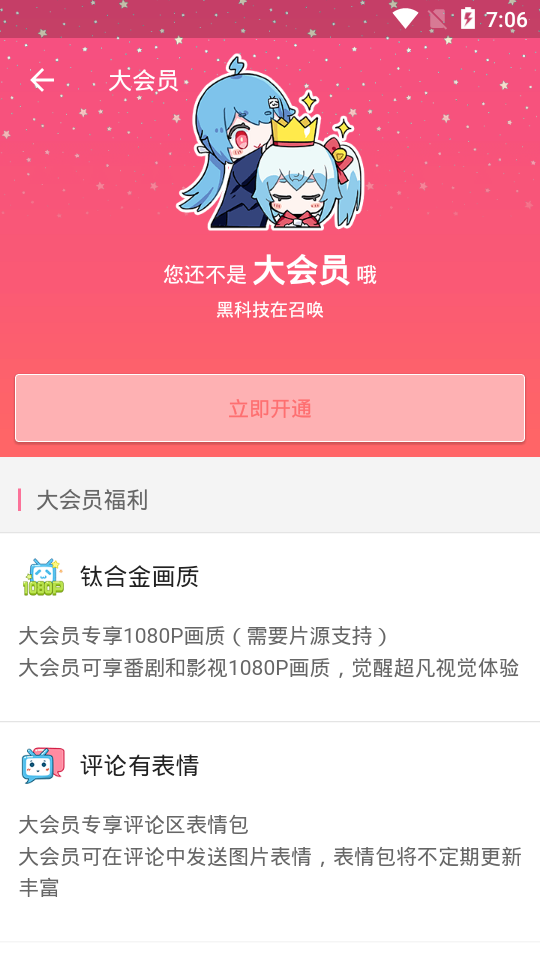 7:06
大会员
您还不是 大会员 哦
黑科技在召唤
立即开通
大会员福利
1080P
钛合金画质
大会员专享1080P画质（需要片源支持）
大会员可享番剧和影视1080P画质，觉醒超凡视觉体验
评论有表情
大会员专享评论区表情包
大会员可在评论中发送图片表情，表情包将不定期更新
丰富